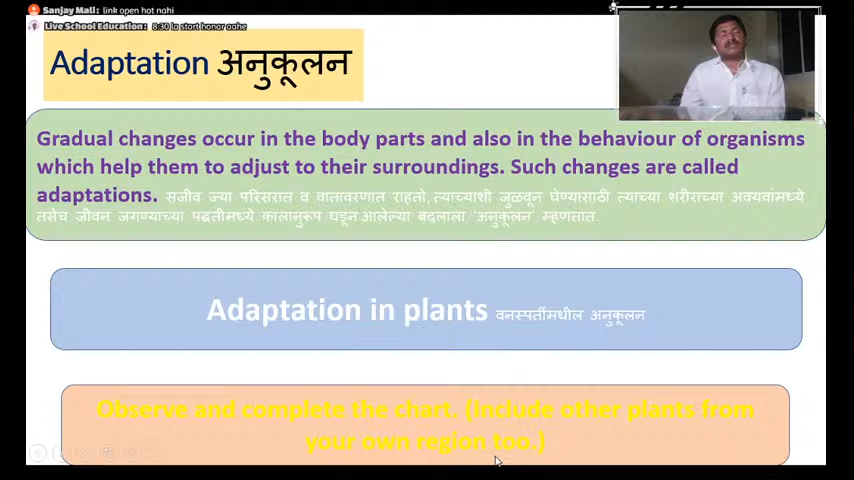 Sanjay Mali: link open hot nahi
Live School Education: 8:30 la start honar aahe
Adaptation अनुकूलन
Gradual changes occur in the body parts and also in the behaviour of organisms
which help them to adjust to their surroundings. Such changes are called
adaptations. सजीव ज्या परिसरात व वातावरणात राहतो, त्याच्याशी जुळवून घेण्यासाठी त्याच्या शरीराच्या अवयवांमध्ये
तसेच जीवन जगण्याच्या पद्धतीमध्ये कालानुरूप घडून आलेल्या बदलाला 'अनुकूलन' म्हणतात.
Adaptation in plants वनस्पतींमधील अनुकूलन
Observe and complete the chart. (Include other plants from
your own region too.)